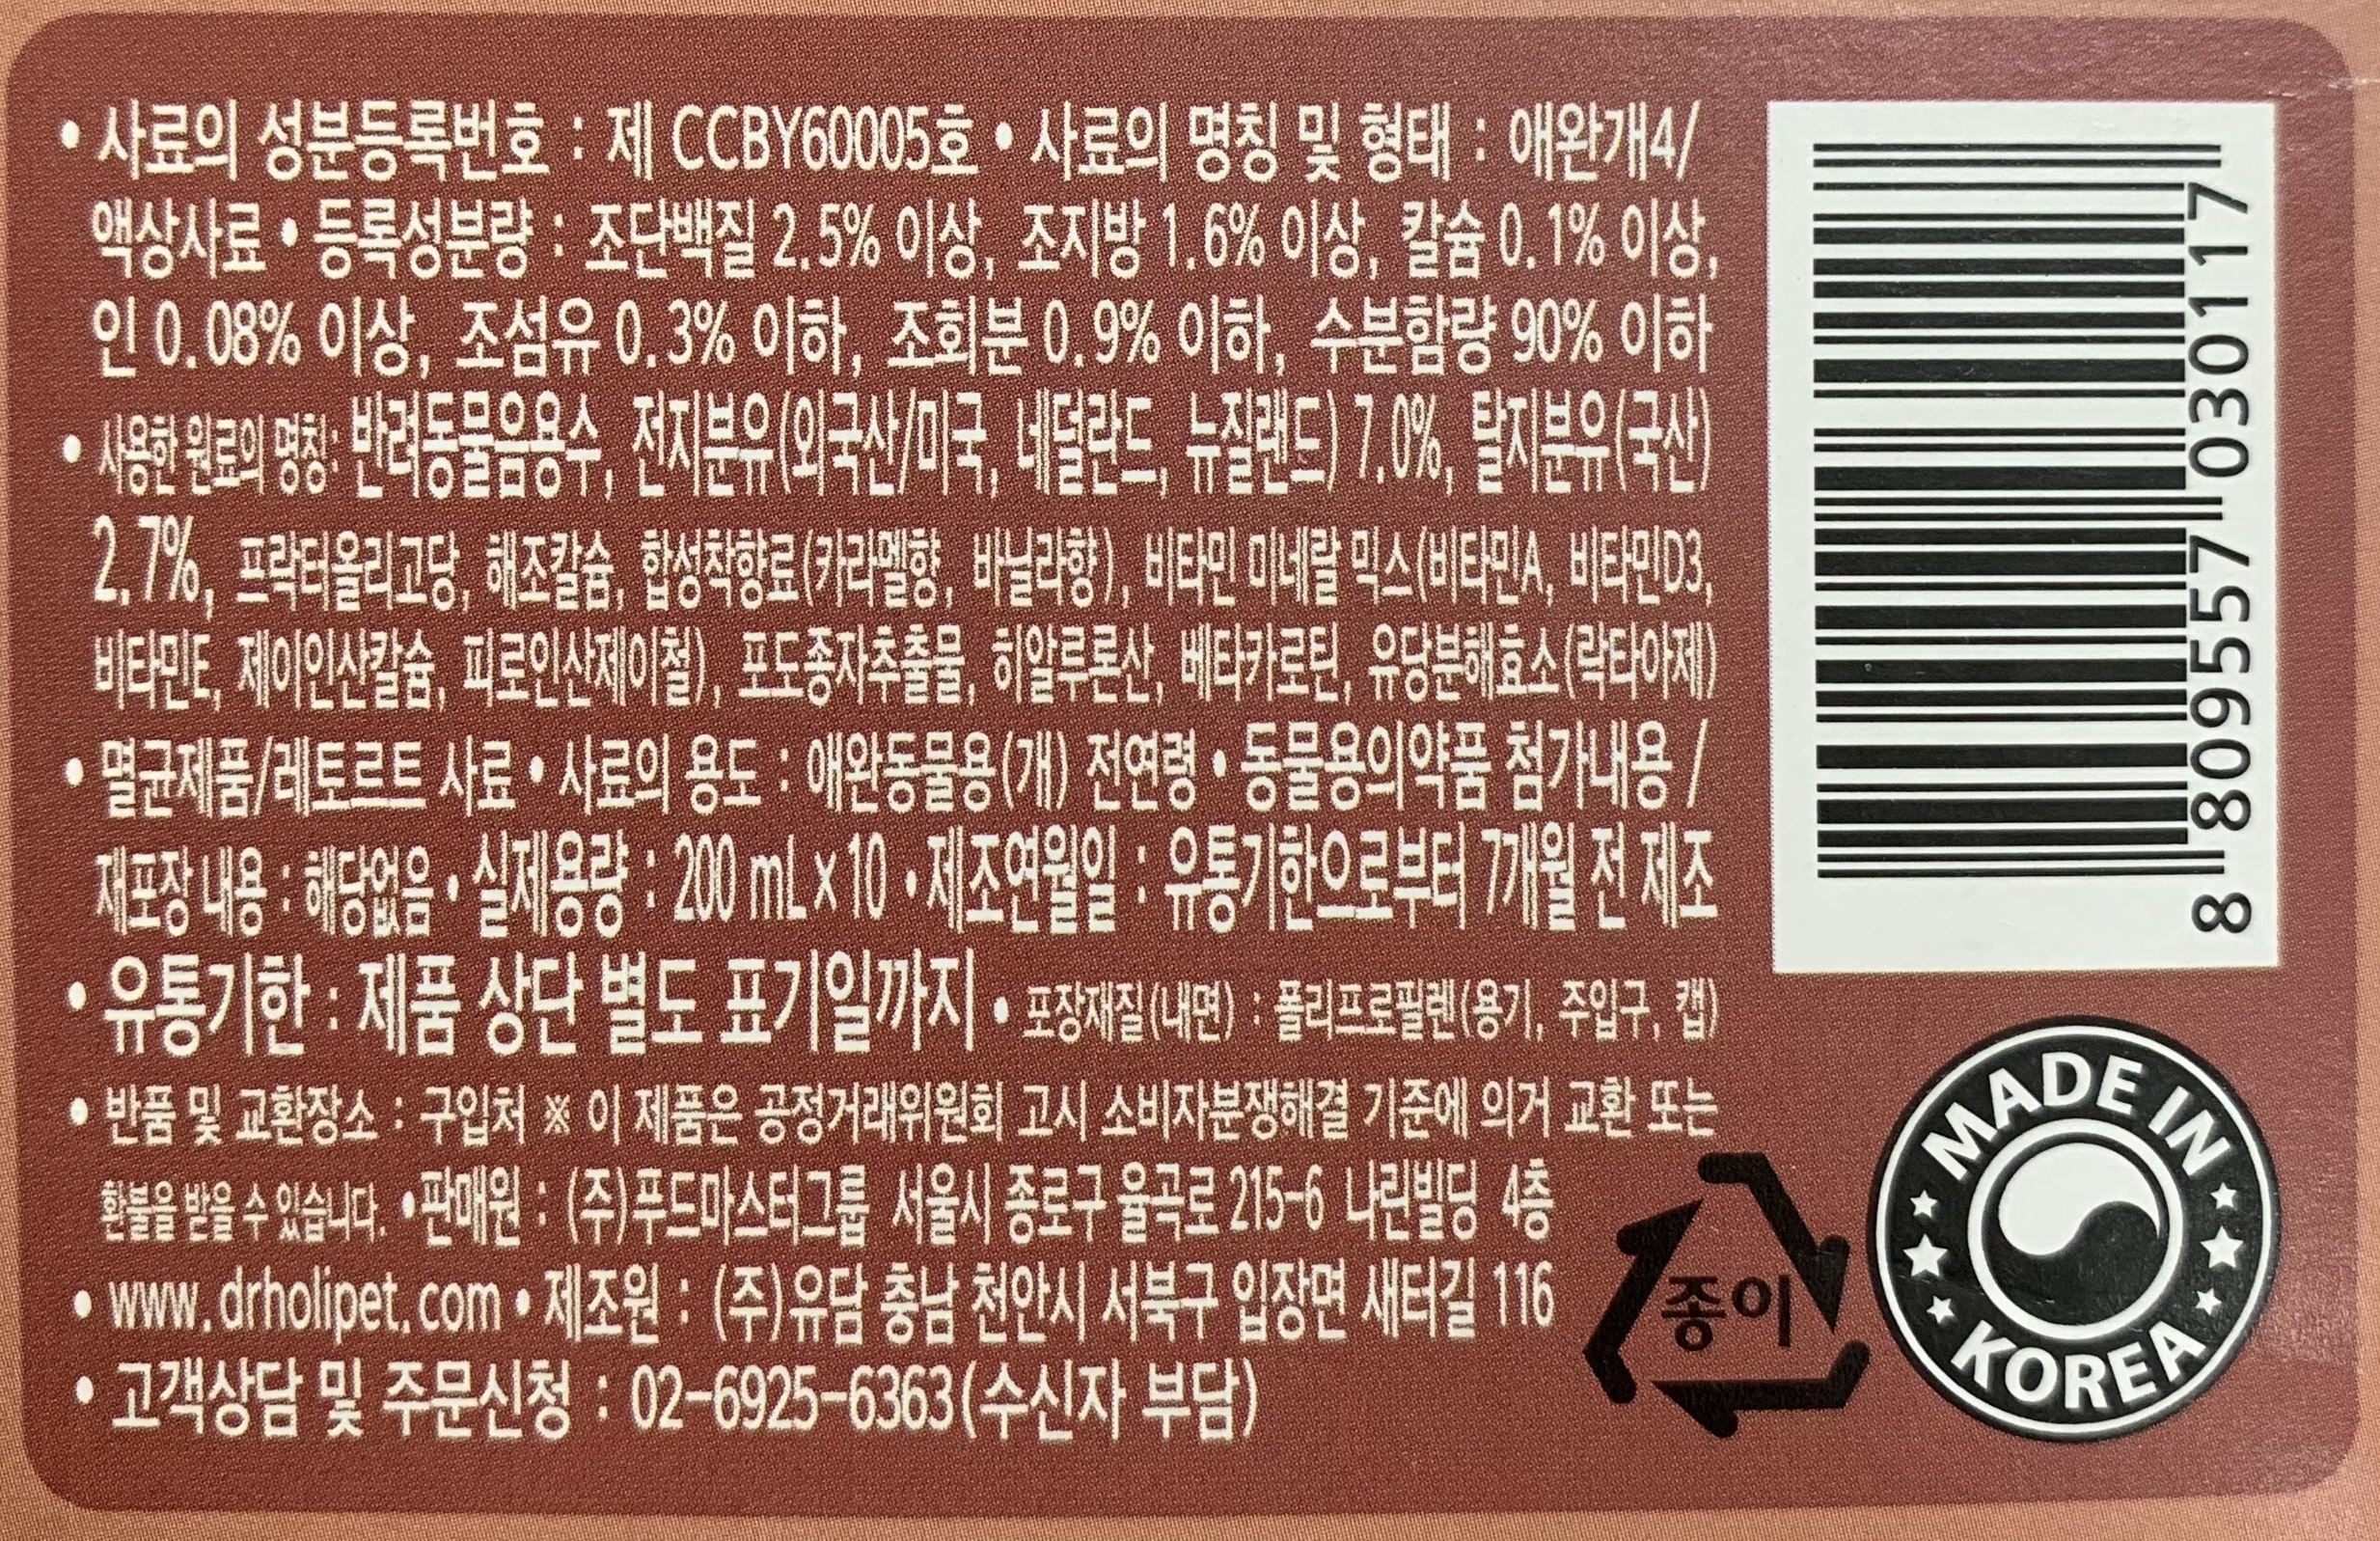 • 사료의 성분등록번호 : 제 CCBY60005호 • 사료의 명칭 및 형태 : 애완개4/
액상사료 • 등록성분량 : 조단백질 2.5% 이상, 조지방 1.6% 이상, 칼슘 0.1% 이상,
인 0.08% 이상, 조섬유 0.3% 이하, 조회분 0.9% 이하, 수분함량 90% 이하
• 사용한 원료의 명칭: 반려동물음용수, 전지분유(외국산/미국, 네덜란드, 뉴질랜드) 7.0%, 탈지분유(국산)
2.7%, 프락터올리고당, 해조칼슘, 합성착향료(카라멜향, 바닐라향), 비타민 미네랄 믹스(비타민A, 비타민D3,
비타민E, 제이인산칼슘, 피로인산제이철), 포도종자추출물, 히알루론산, 베타카로틴, 유당분해효소(락타아제)
• 멸균제품/레토르트 사료 • 사료의 용도 : 애완동물용(개) 전연령 • 동물용의약품 첨가내용 /
재포장 내용 : 해당없음 • 실제용량 : 200 mL x 10 • 제조연월일 : 유통기한으로부터 7개월 전 제조
• 유통기한 : 제품 상단 별도 표기일까지 • 포장재질(내면) : 폴리프로필렌(용기, 주입구, 캡)
• 반품 및 교환장소 : 구입처 ※ 이 제품은 공정거래위원회 고시 소비자분쟁해결 기준에 의거 교환 또는
환불을 받을 수 있습니다. • 판매원 : (주)푸드마스터그룹 서울시 종로구 율곡로 215-6 나린빌딩 4층
• www.drholipet.com • 제조원 : (주)유담 충남 천안시 서북구 입장면 새터길 116
• 고객상담 및 주문신청 : 02-6925-6363(수신자 부담)
8 809557 030117
종이
MADE IN
KOREA